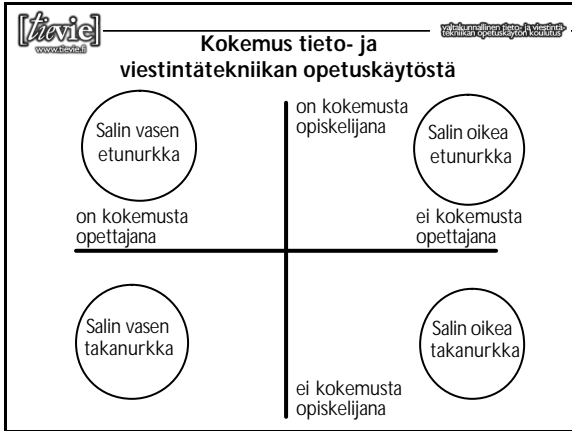 [tievie]
www.tievie.fi
valtakunnallinen tieto- ja viestintä-
tekniikan opetuskäytön koulutus
Kokemus tieto- ja
viestintätekniikan opetuskäytöstä
on kokemusta
opiskelijana
Salin vasen
etunurkka
Salin oikea
etunurkka
on kokemusta
opettajana
ei kokemusta
opettajana
Salin vasen
takanurkka
Salin oikea
takanurkka
ei kokemusta
opiskelijana